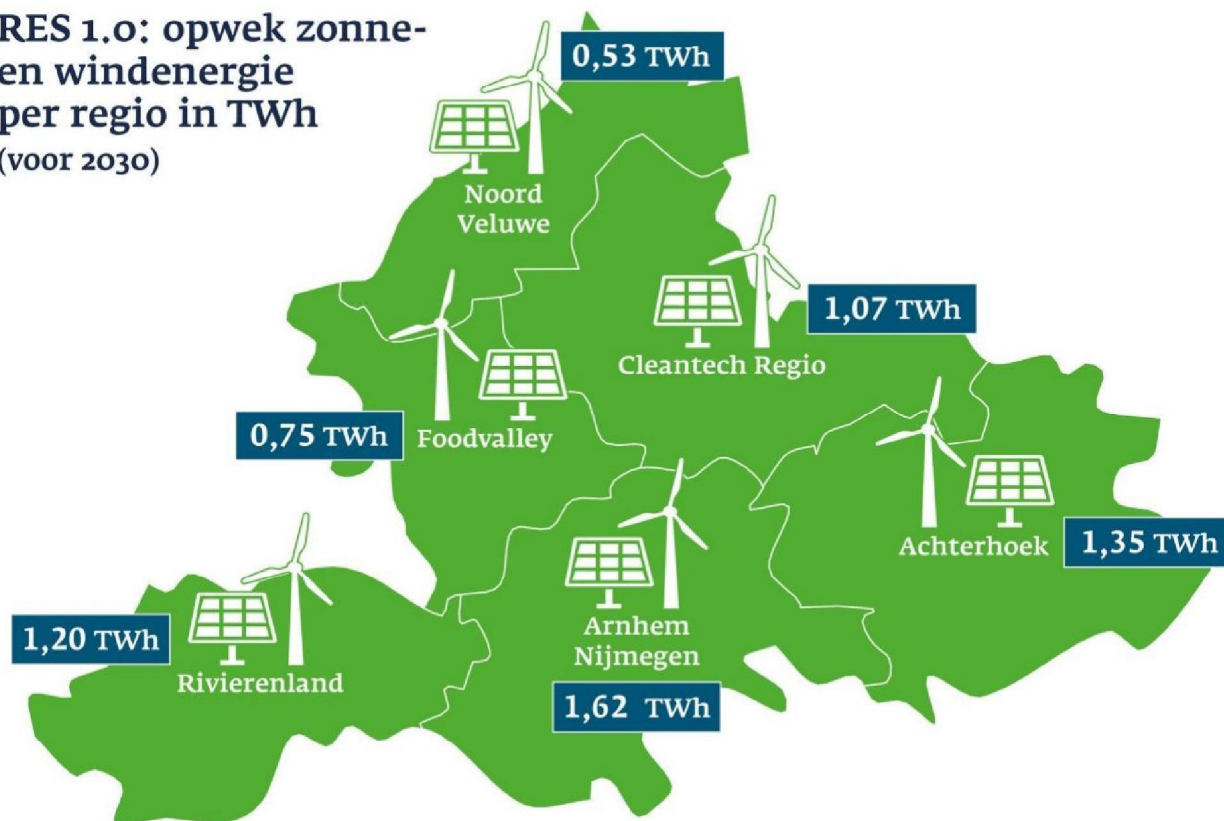 RES 1.0: opwek zonne-
en windenergie
per regio in TWh
(voor 2030)
0,53 TWh
Noord
Veluwe
1,07 TWh
Cleantech Regio
0,75 TWh
Foodvalley
Achterhoek
1,35 TWh
1,20 TWh
Rivierenland
Arnhem
Nijmegen
1,62 TWh